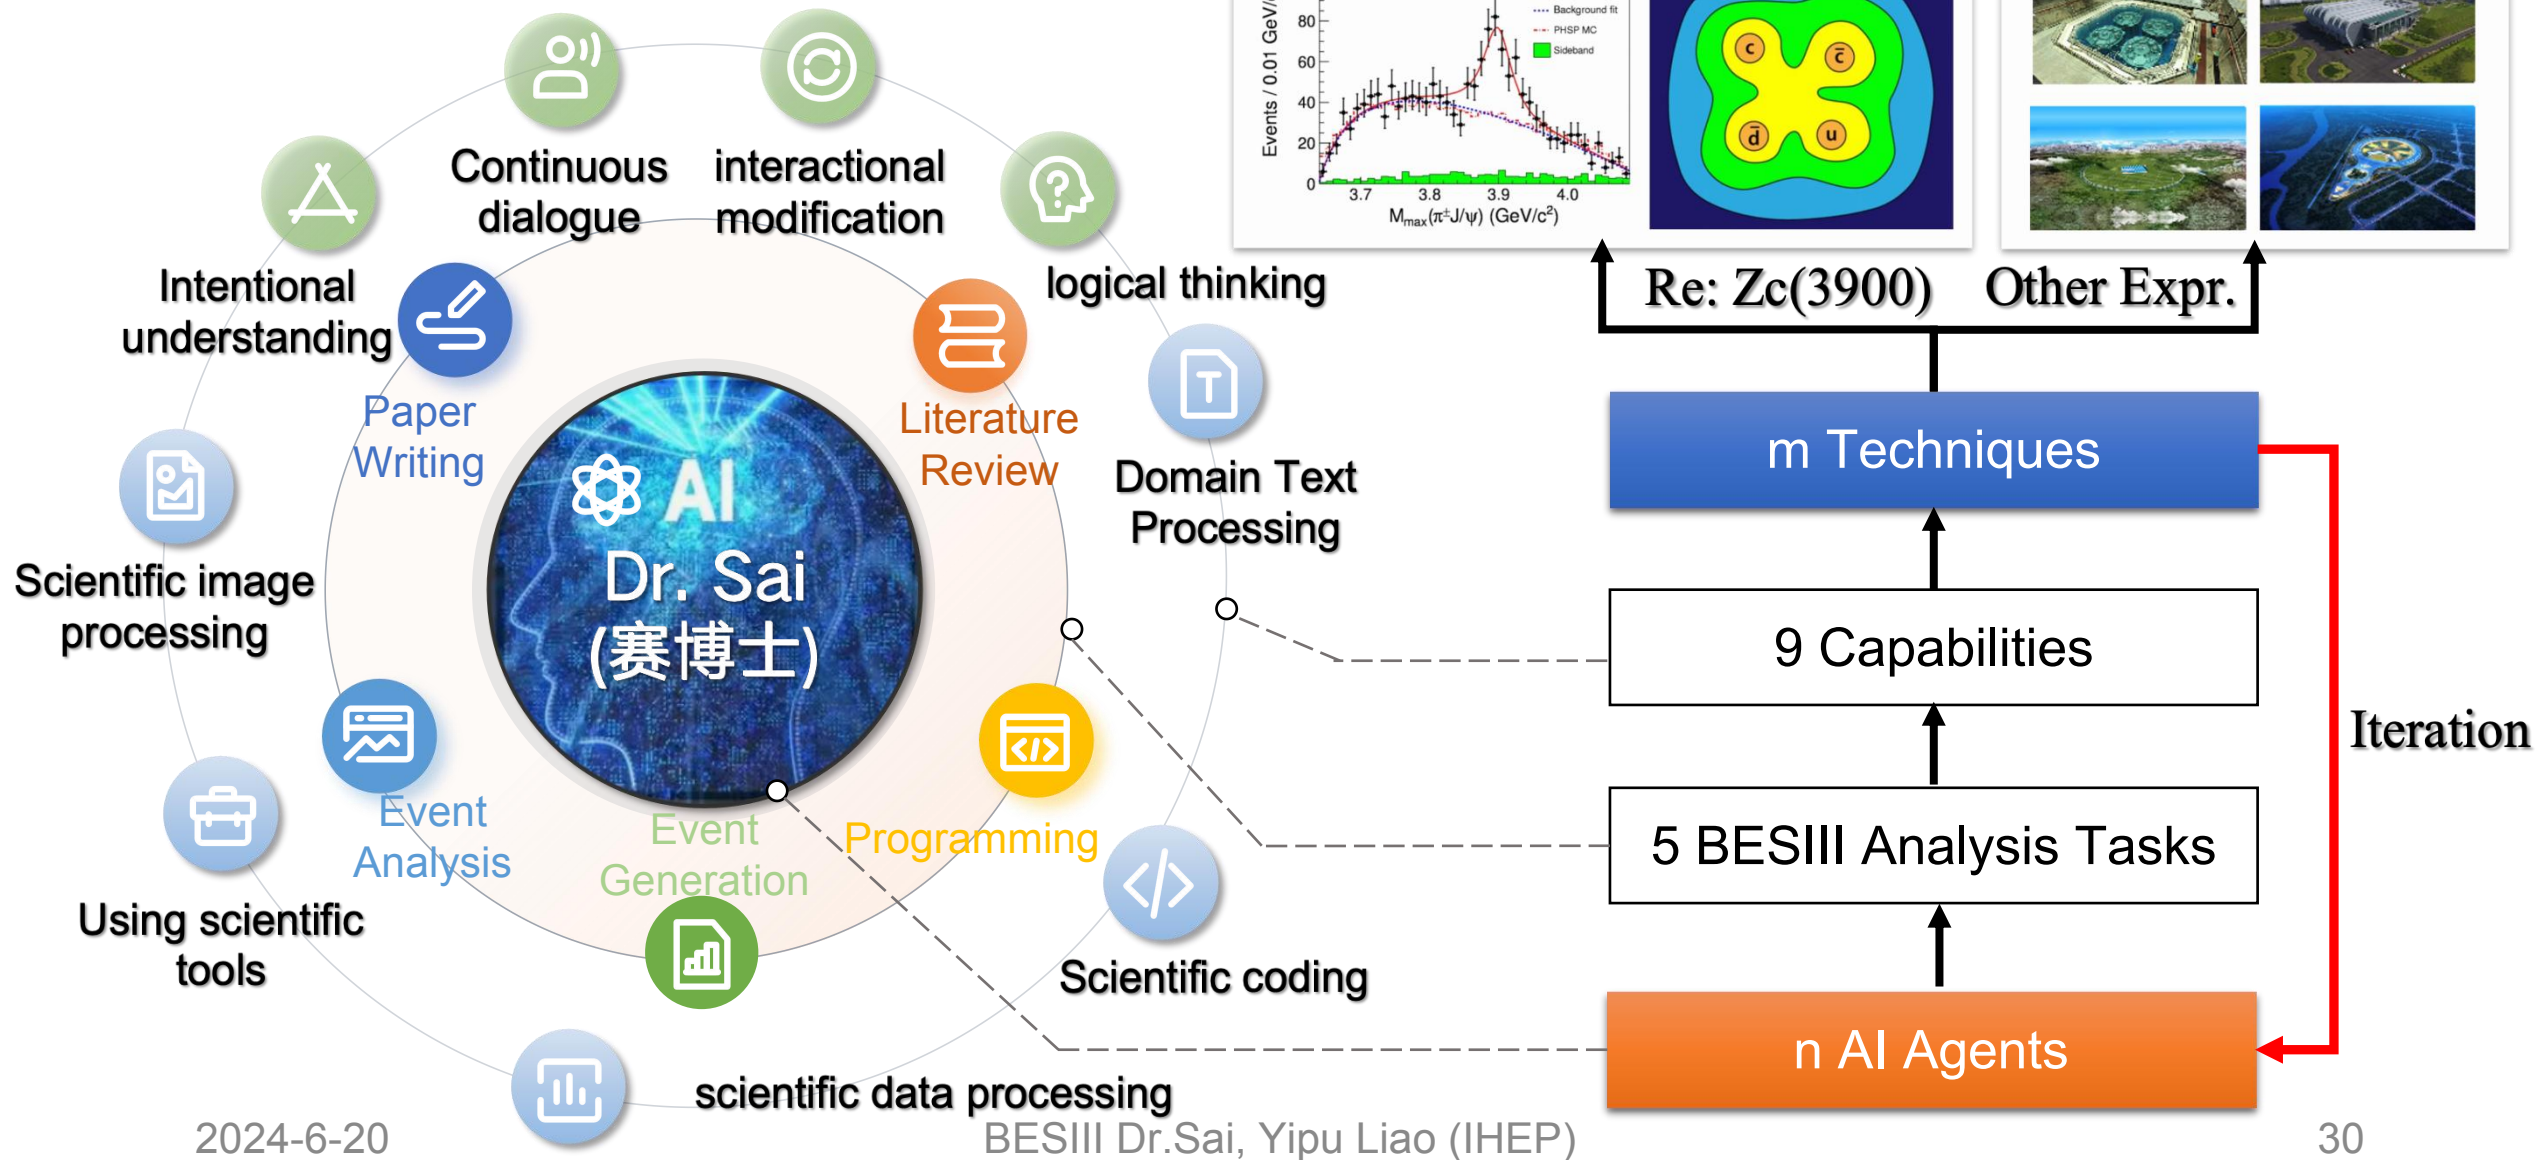 Continuous
dialogue
interactional
modification
Intentional
understanding
logical thinking
Paper
Writing
Literature
Review
T
Domain Text
Processing
AI
Dr. Sai
(赛博士)
Scientific image
processing
Event
Analysis
Event
Generation
Programming
Using scientific
tools
Scientific coding
scientific data processing
Events / 0.01 GeV/
80
60
40
20
0
3.7
3.8
3.9
4.0
M_max(π±J/ψ) (GeV/c²)
Background fit
PHSP MC
Sideband
c
c̄
d̄
u
Re: Zc(3900)
Other Expr.
m Techniques
9 Capabilities
5 BESIII Analysis Tasks
n AI Agents
Iteration
2024-6-20
BESIII Dr.Sai, Yipu Liao (IHEP)
30